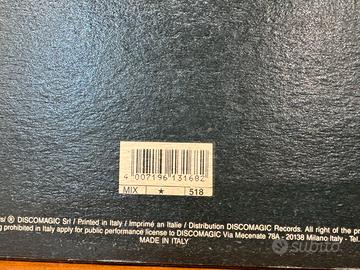 4 007196 131682
MIX ★ 518
/ ℗ DISCOMAGIC Srl / Printed in Italy / Imprimé an Italie / Distribution DISCOMAGIC Records. All right of the
prohibited in Italy apply for public performance license to DISCOMAGIC Via Mecenate 76A - 20138 Milano Italy - Tel.
MADE IN ITALY
subito